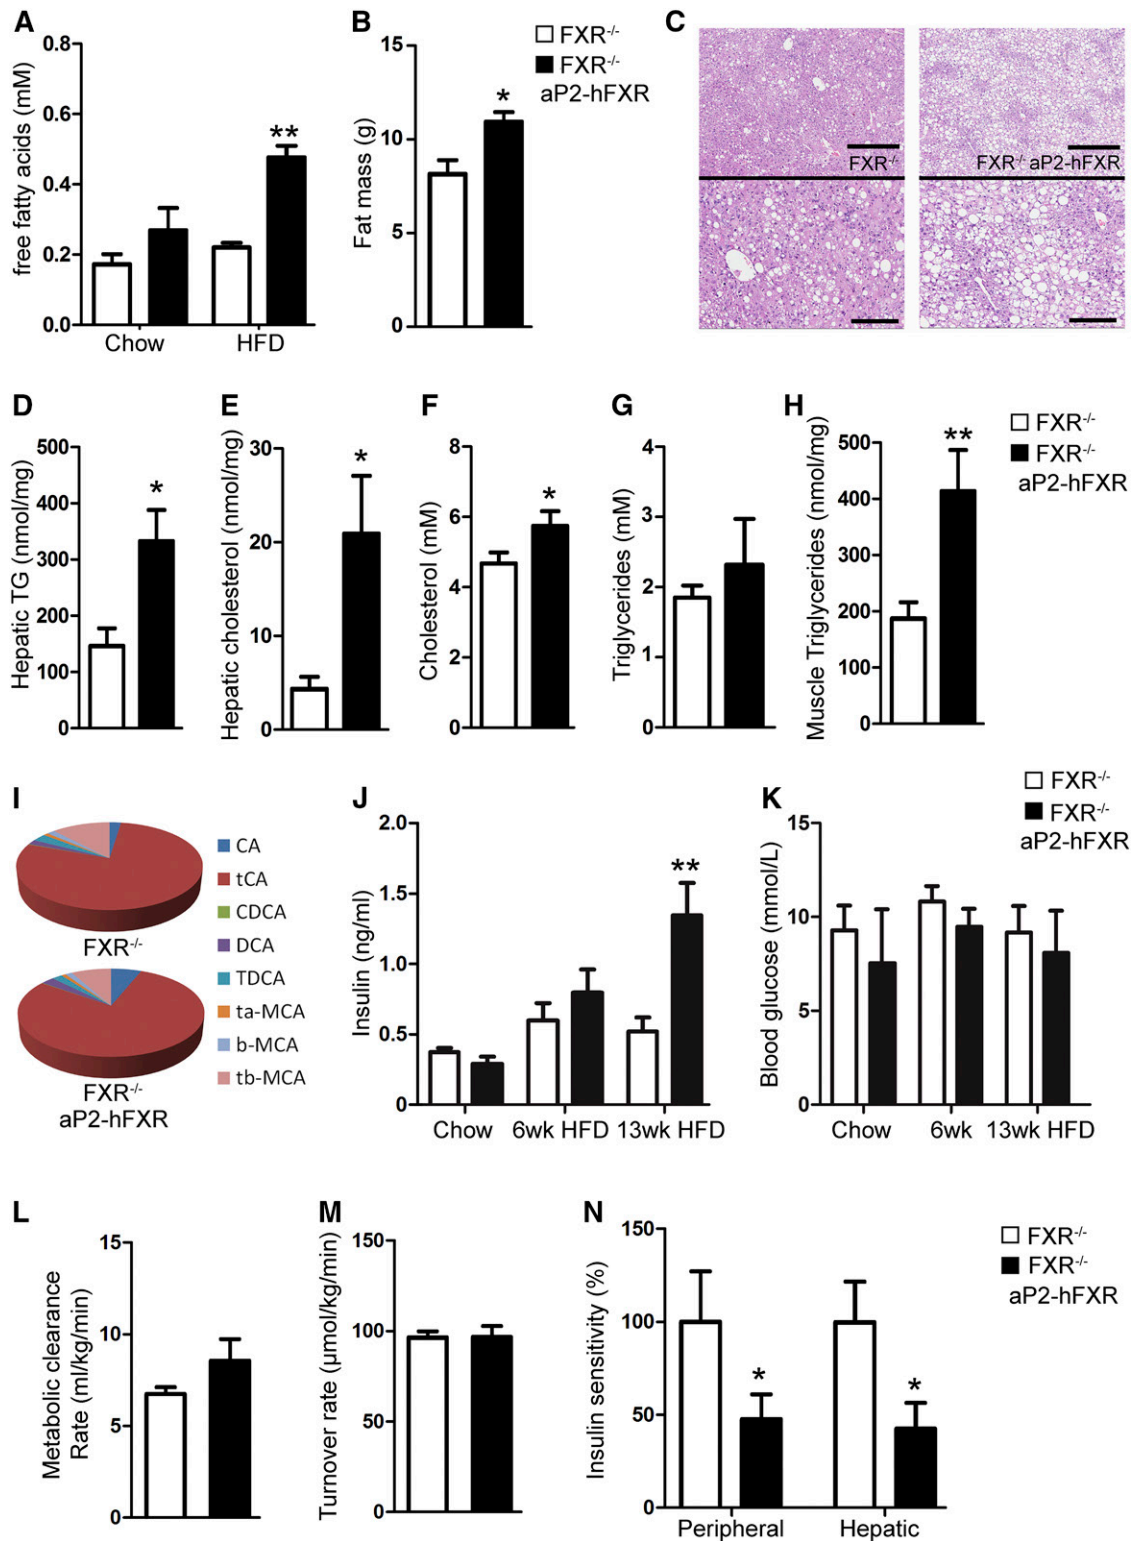 A
free fatty acids (mM)
0.8
0.6
0.4
0.2
0.0
**
Chow
HFD
B
Fat mass (g)
15
10
5
0
*
FXR-/-
FXR-/-
aP2-hFXR
C
FXR-/-
FXR-/- aP2-hFXR
D
Hepatic TG (nmol/mg)
500
400
300
200
100
0
*
E
Hepatic cholesterol (nmol/mg)
30
20
10
0
*
F
Cholesterol (mM)
8
6
4
2
0
*
G
Triglycerides (mM)
4
3
2
1
0
H
Muscle Triglycerides (nmol/mg)
500
400
300
200
100
0
**
FXR-/-
FXR-/-
aP2-hFXR
I
FXR-/-
FXR-/-
aP2-hFXR
CA
tCA
CDCA
DCA
TDCA
ta-MCA
b-MCA
tb-MCA
J
Insulin (ng/ml)
2.0
1.5
1.0
0.5
0
**
Chow
6wk HFD
13wk HFD
K
Blood glucose (mmol/L)
15
10
5
0
Chow
6wk
13wk HFD
FXR-/-
FXR-/-
aP2-hFXR
L
Metabolic clearance
Rate (ml/kg/min)
15
10
5
0
M
Turnover rate (µmol/kg/min)
150
100
50
0
N
Insulin sensitivity (%)
150
100
50
0
*
*
Peripheral
Hepatic
FXR-/-
FXR-/-
aP2-hFXR